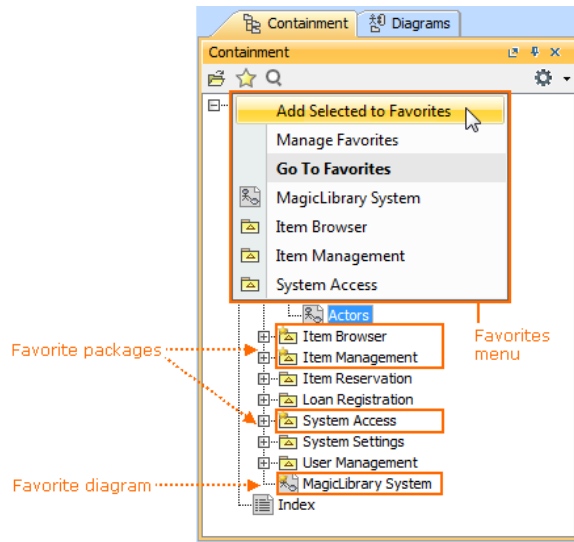 Containment Diagrams
Containment
Add Selected to Favorites
Manage Favorites
Go To Favorites
MagicLibrary System
Item Browser
Item Management
System Access
Actors
Item Browser
Item Management
Item Reservation
Loan Registration
System Access
System Settings
User Management
MagicLibrary System
Index
Favorites
menu
Favorite packages
Favorite diagram